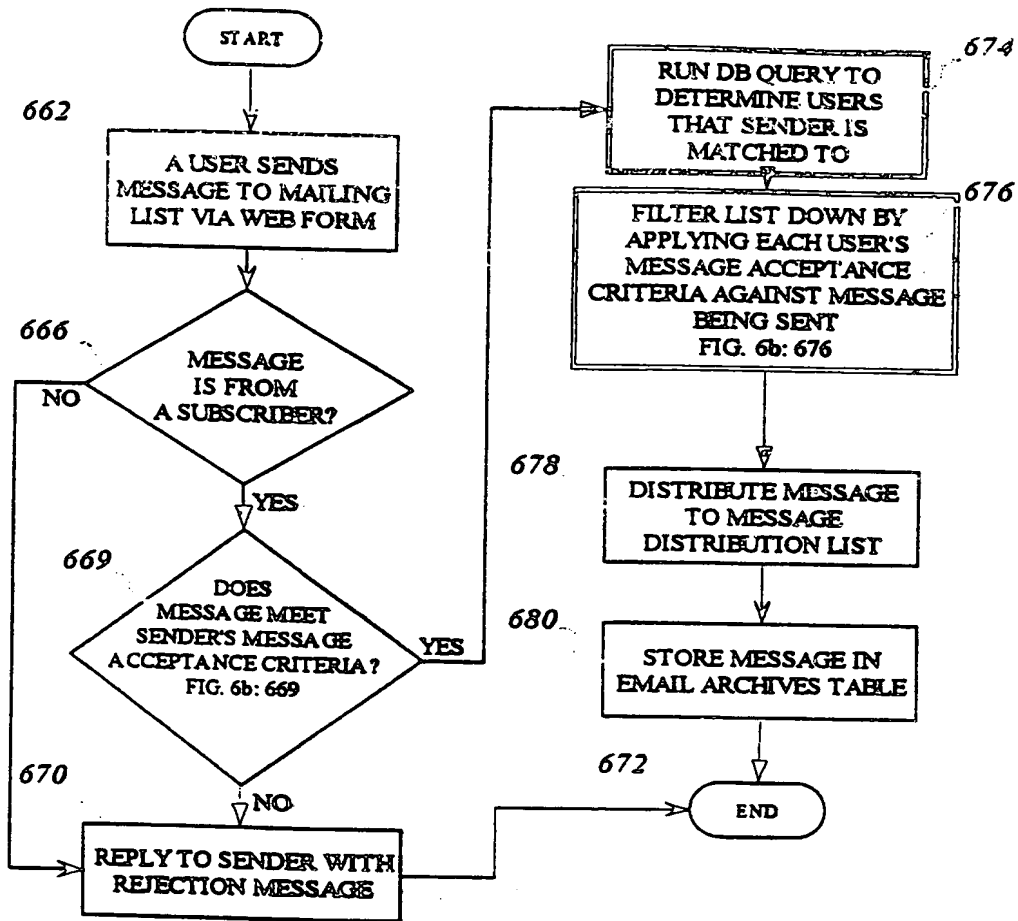 START
662
A USER SENDS
MESSAGE TO MAILING
LIST VIA WEB FORM
666
MESSAGE
IS FROM
A SUBSCRIBER?
NO
YES
669
DOES
MESSAGE MEET
SENDER'S MESSAGE
ACCEPTANCE CRITERIA?
FIG. 6b: 669
YES
NO
670
REPLY TO SENDER WITH
REJECTION MESSAGE
674
RUN DB QUERY TO
DETERMINE USERS
THAT SENDER IS
MATCHED TO
676
FILTER LIST DOWN BY
APPLYING EACH USER'S
MESSAGE ACCEPTANCE
CRITERIA AGAINST MESSAGE
BEING SENT
FIG. 6b: 676
678
DISTRIBUTE MESSAGE
TO MESSAGE
DISTRIBUTION LIST
680
STORE MESSAGE IN
EMAIL ARCHIVES TABLE
672
END